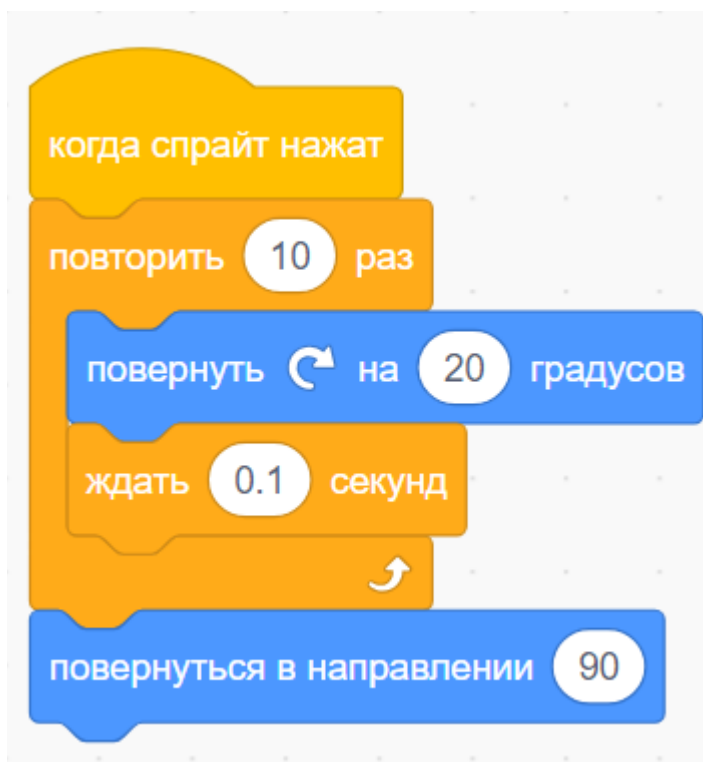 когда спрайт нажат
повторить 10 раз
повернуть на 20 градусов
ждать 0.1 секунд
повернуться в направлении 90